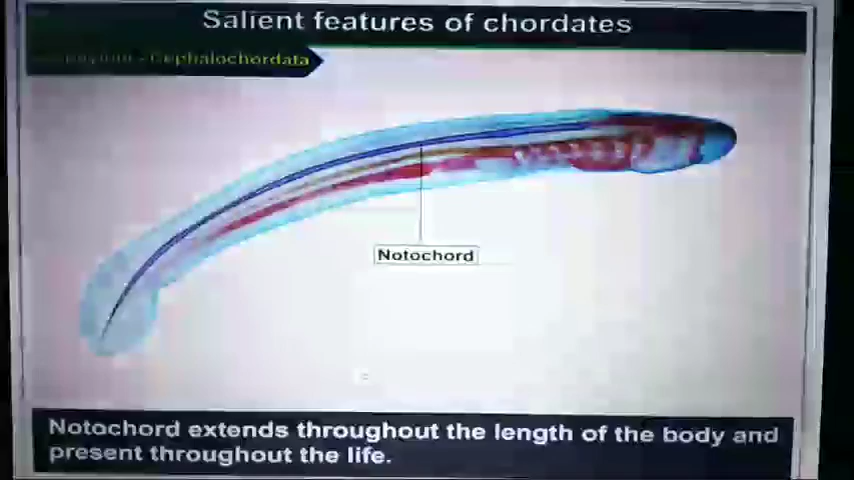 Salient features of chordates
- Cephalochordata
Notochord
Notochord extends throughout the length of the body and
present throughout the life.